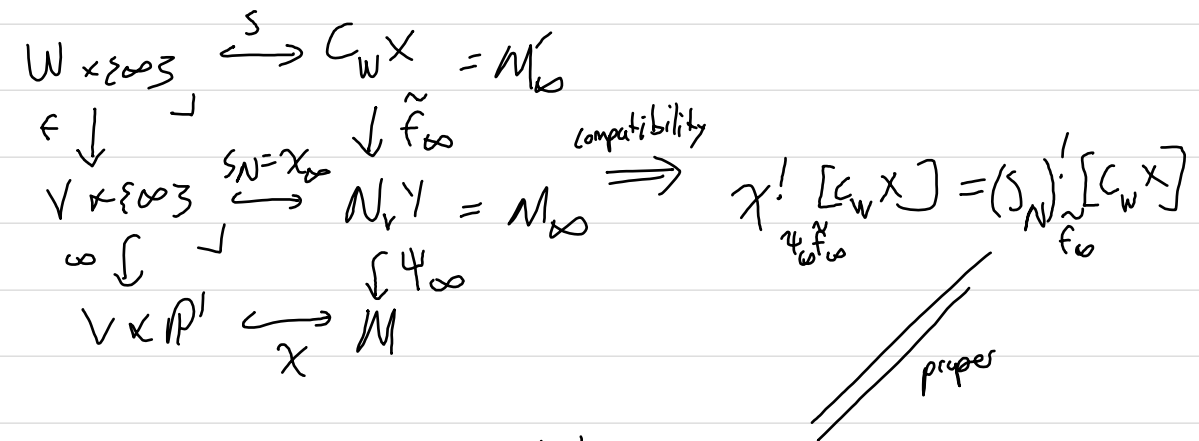 W × {∞} ⟷ˢ C_W X = M'_∞
f ↓ ⌟ ↓ f̃_∞
V × {∞} ⟷ N_V Y = M_∞
s_N = χ_∞
compatibility
⟹ χ^!_{ψ_∞ f̃_∞} [C_W X] = (S_N)^!_{f̃_∞} [C_W X]
∞ ↓ ⌟ ↓ ψ_∞
V × ℙ¹ ⟷ M
χ
proper